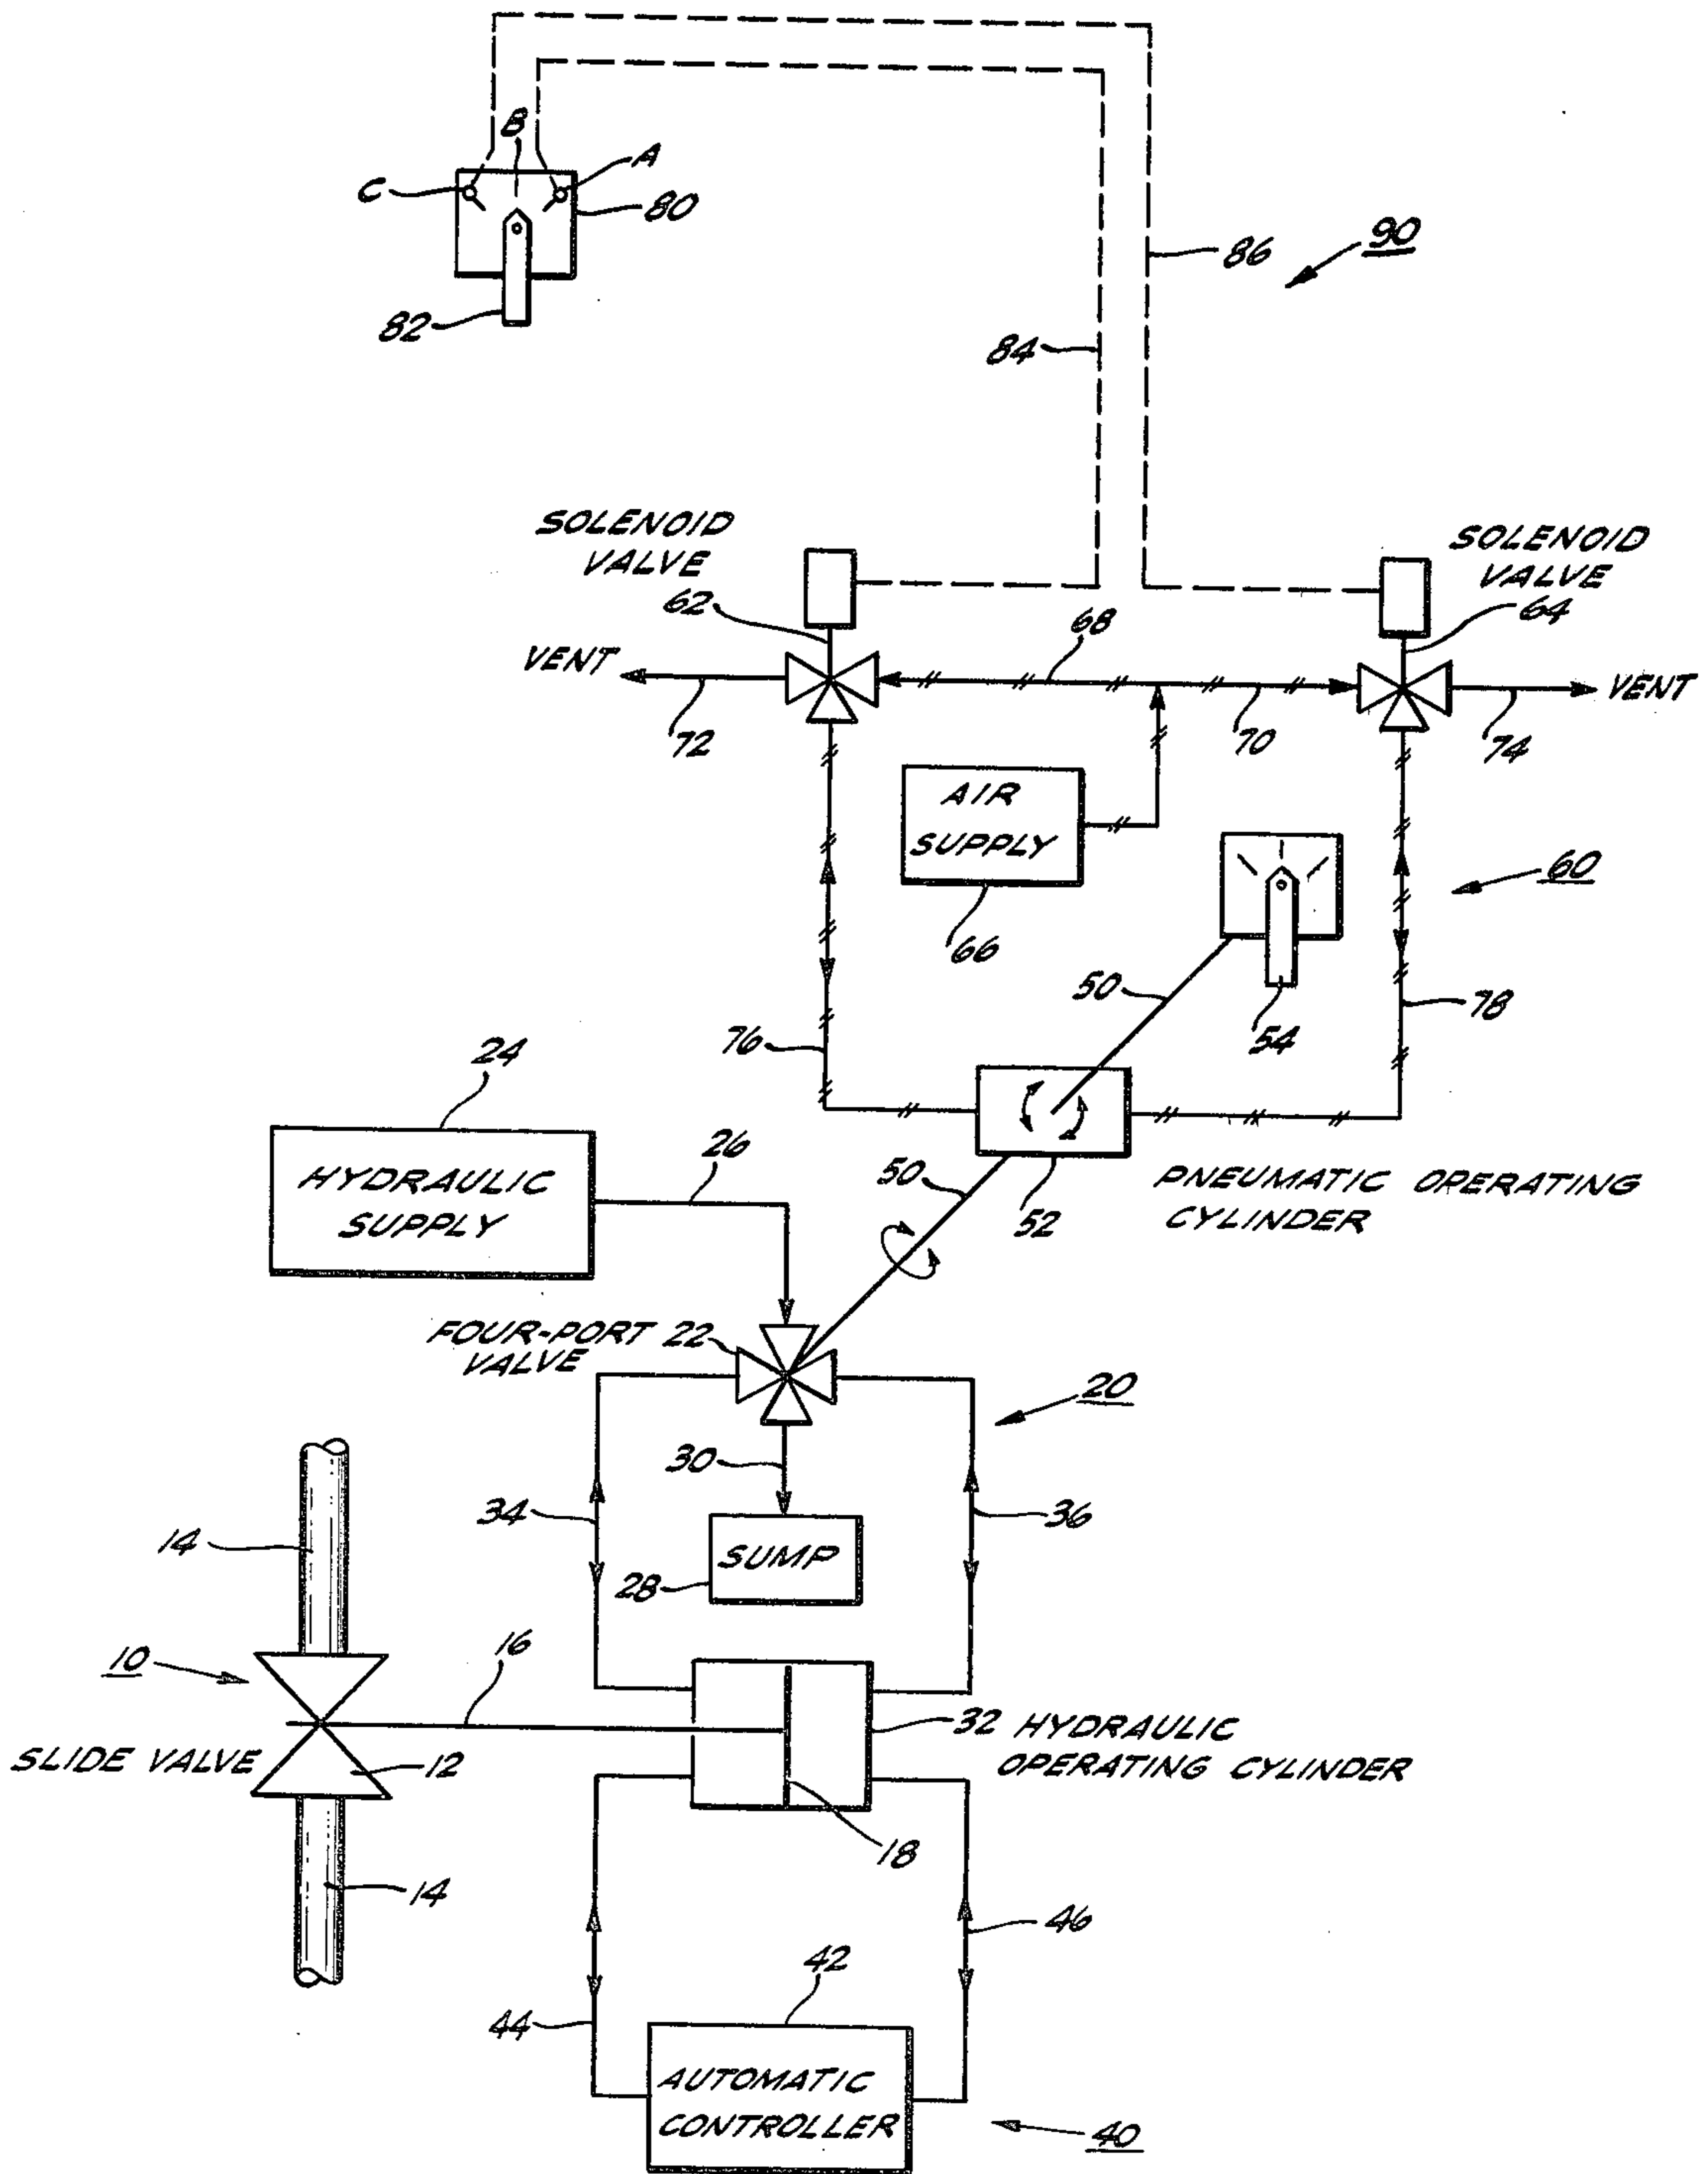 B
A
C
80
82
90
86
84
SOLENOID
VALVE
62
SOLENOID
VALVE
64
VENT
68
VENT
72
70
74
AIR
SUPPLY
66
60
50
54
78
76
24
HYDRAULIC
SUPPLY
26
50
52
PNEUMATIC OPERATING
CYLINDER
FOUR-PORT 22
VALVE
20
30
34
36
14
SUMP
28
10
16
32 HYDRAULIC
OPERATING CYLINDER
SLIDE VALVE
12
18
14
46
42
44
AUTOMATIC
CONTROLLER
40